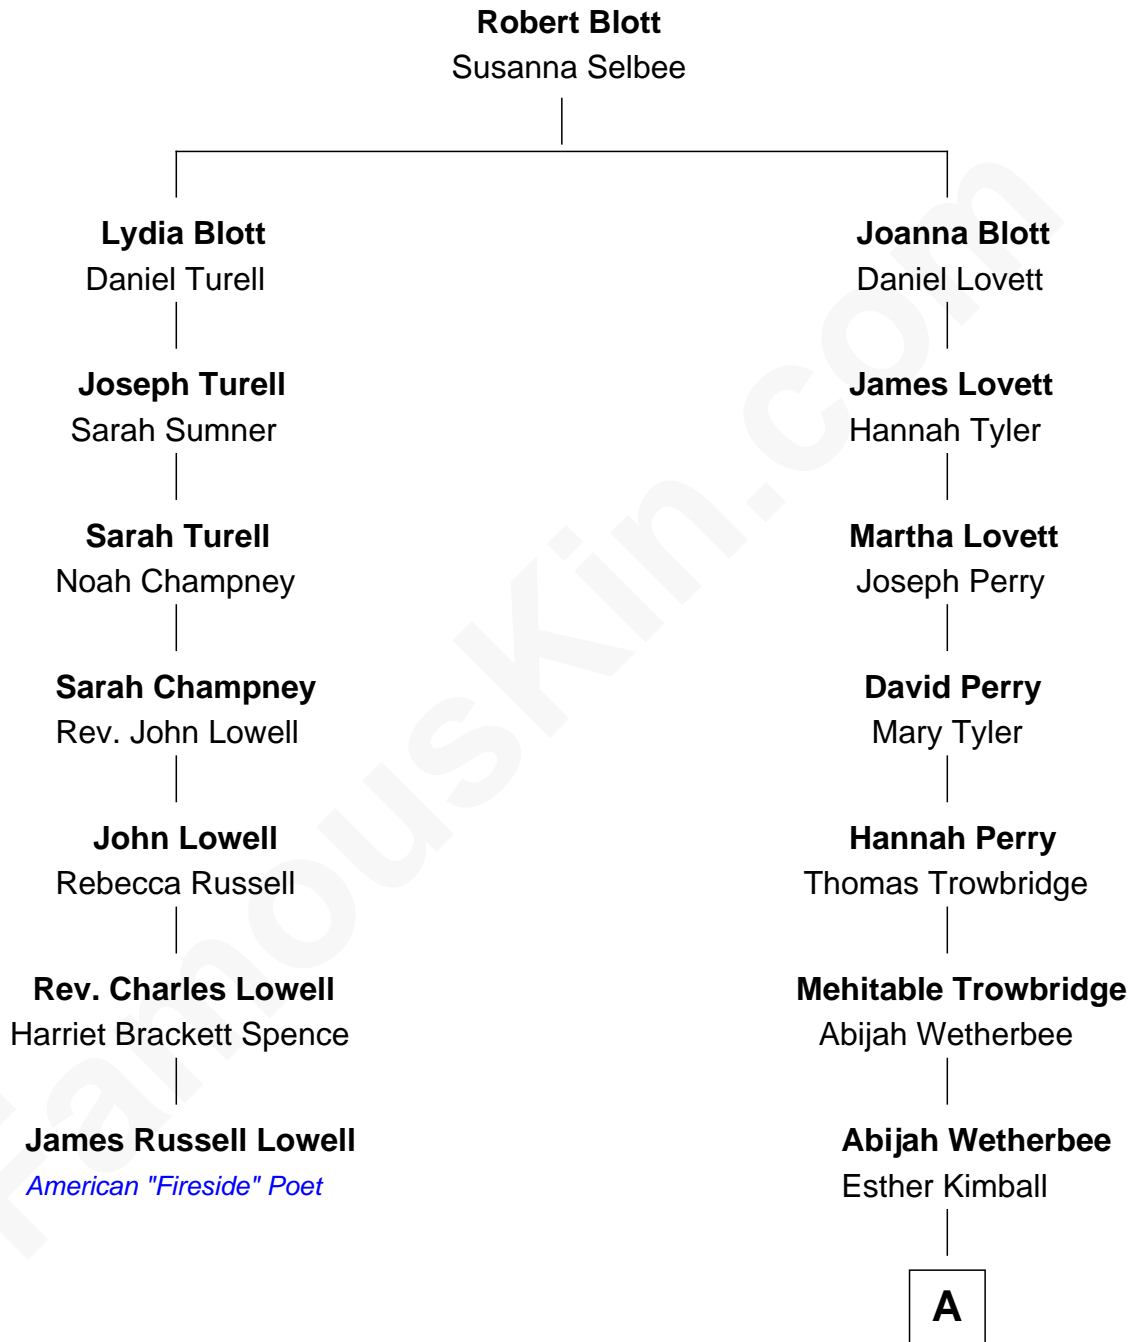 Robert Blott
Susanna Selbee
Lydia Blott
Daniel Turell
Joanna Blott
Daniel Lovett
Joseph Turell
Sarah Sumner
James Lovett
Hannah Tyler
Sarah Turell
Noah Champney
Martha Lovett
Joseph Perry
Sarah Champney
Rev. John Lowell
David Perry
Mary Tyler
John Lowell
Rebecca Russell
Hannah Perry
Thomas Trowbridge
Rev. Charles Lowell
Harriet Brackett Spence
Mehitable Trowbridge
Abijah Wetherbee
James Russell Lowell
American "Fireside" Poet
Abijah Wetherbee
Esther Kimball
A
FamousKin.com